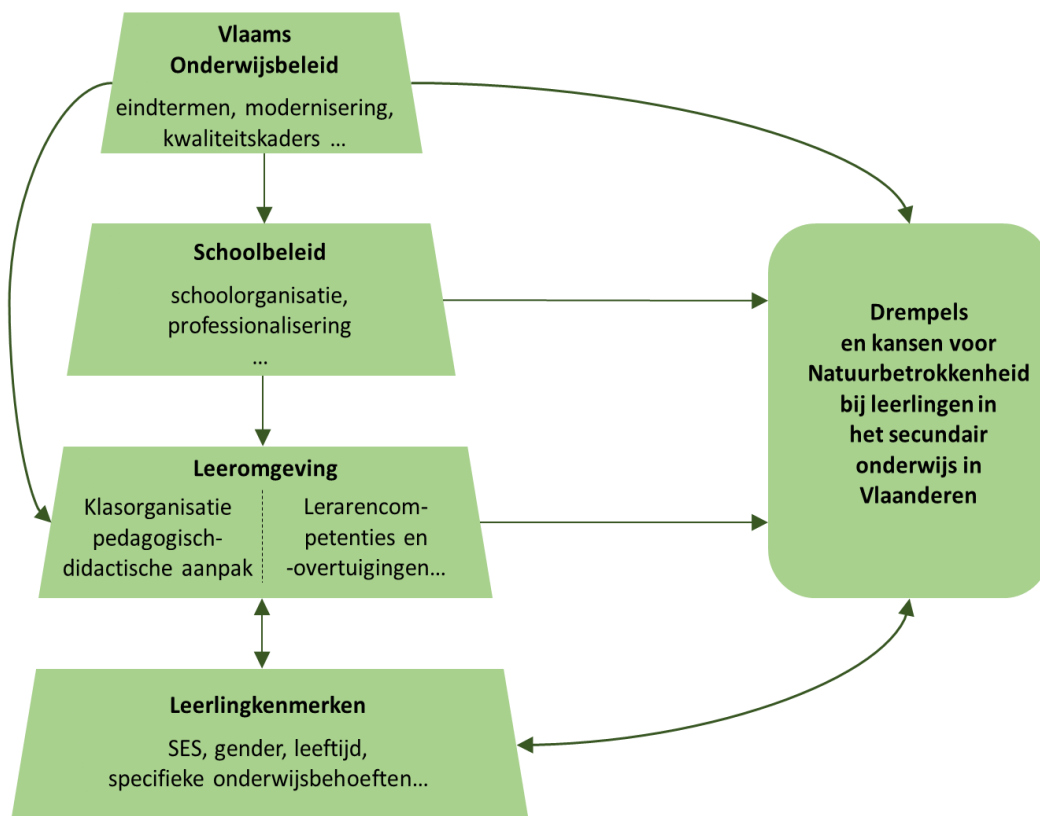 Vlaams
Onderwijsbeleid
eindtermen, modernisering,
kwaliteitskaders ...
Schoolbeleid
schoolorganisatie,
professionalisering
...
Leeromgeving
Klasorganisatie
pedagogisch-
didactische aanpak
Lerarencom-
petenties en
-overtuigingen...
Leerlingkenmerken
SES, gender, leeftijd,
specifieke onderwijsbehoeften...
Drempels
en kansen voor
Natuurbetrokkenheid
bij leerlingen in
het secundair
onderwijs in
Vlaanderen